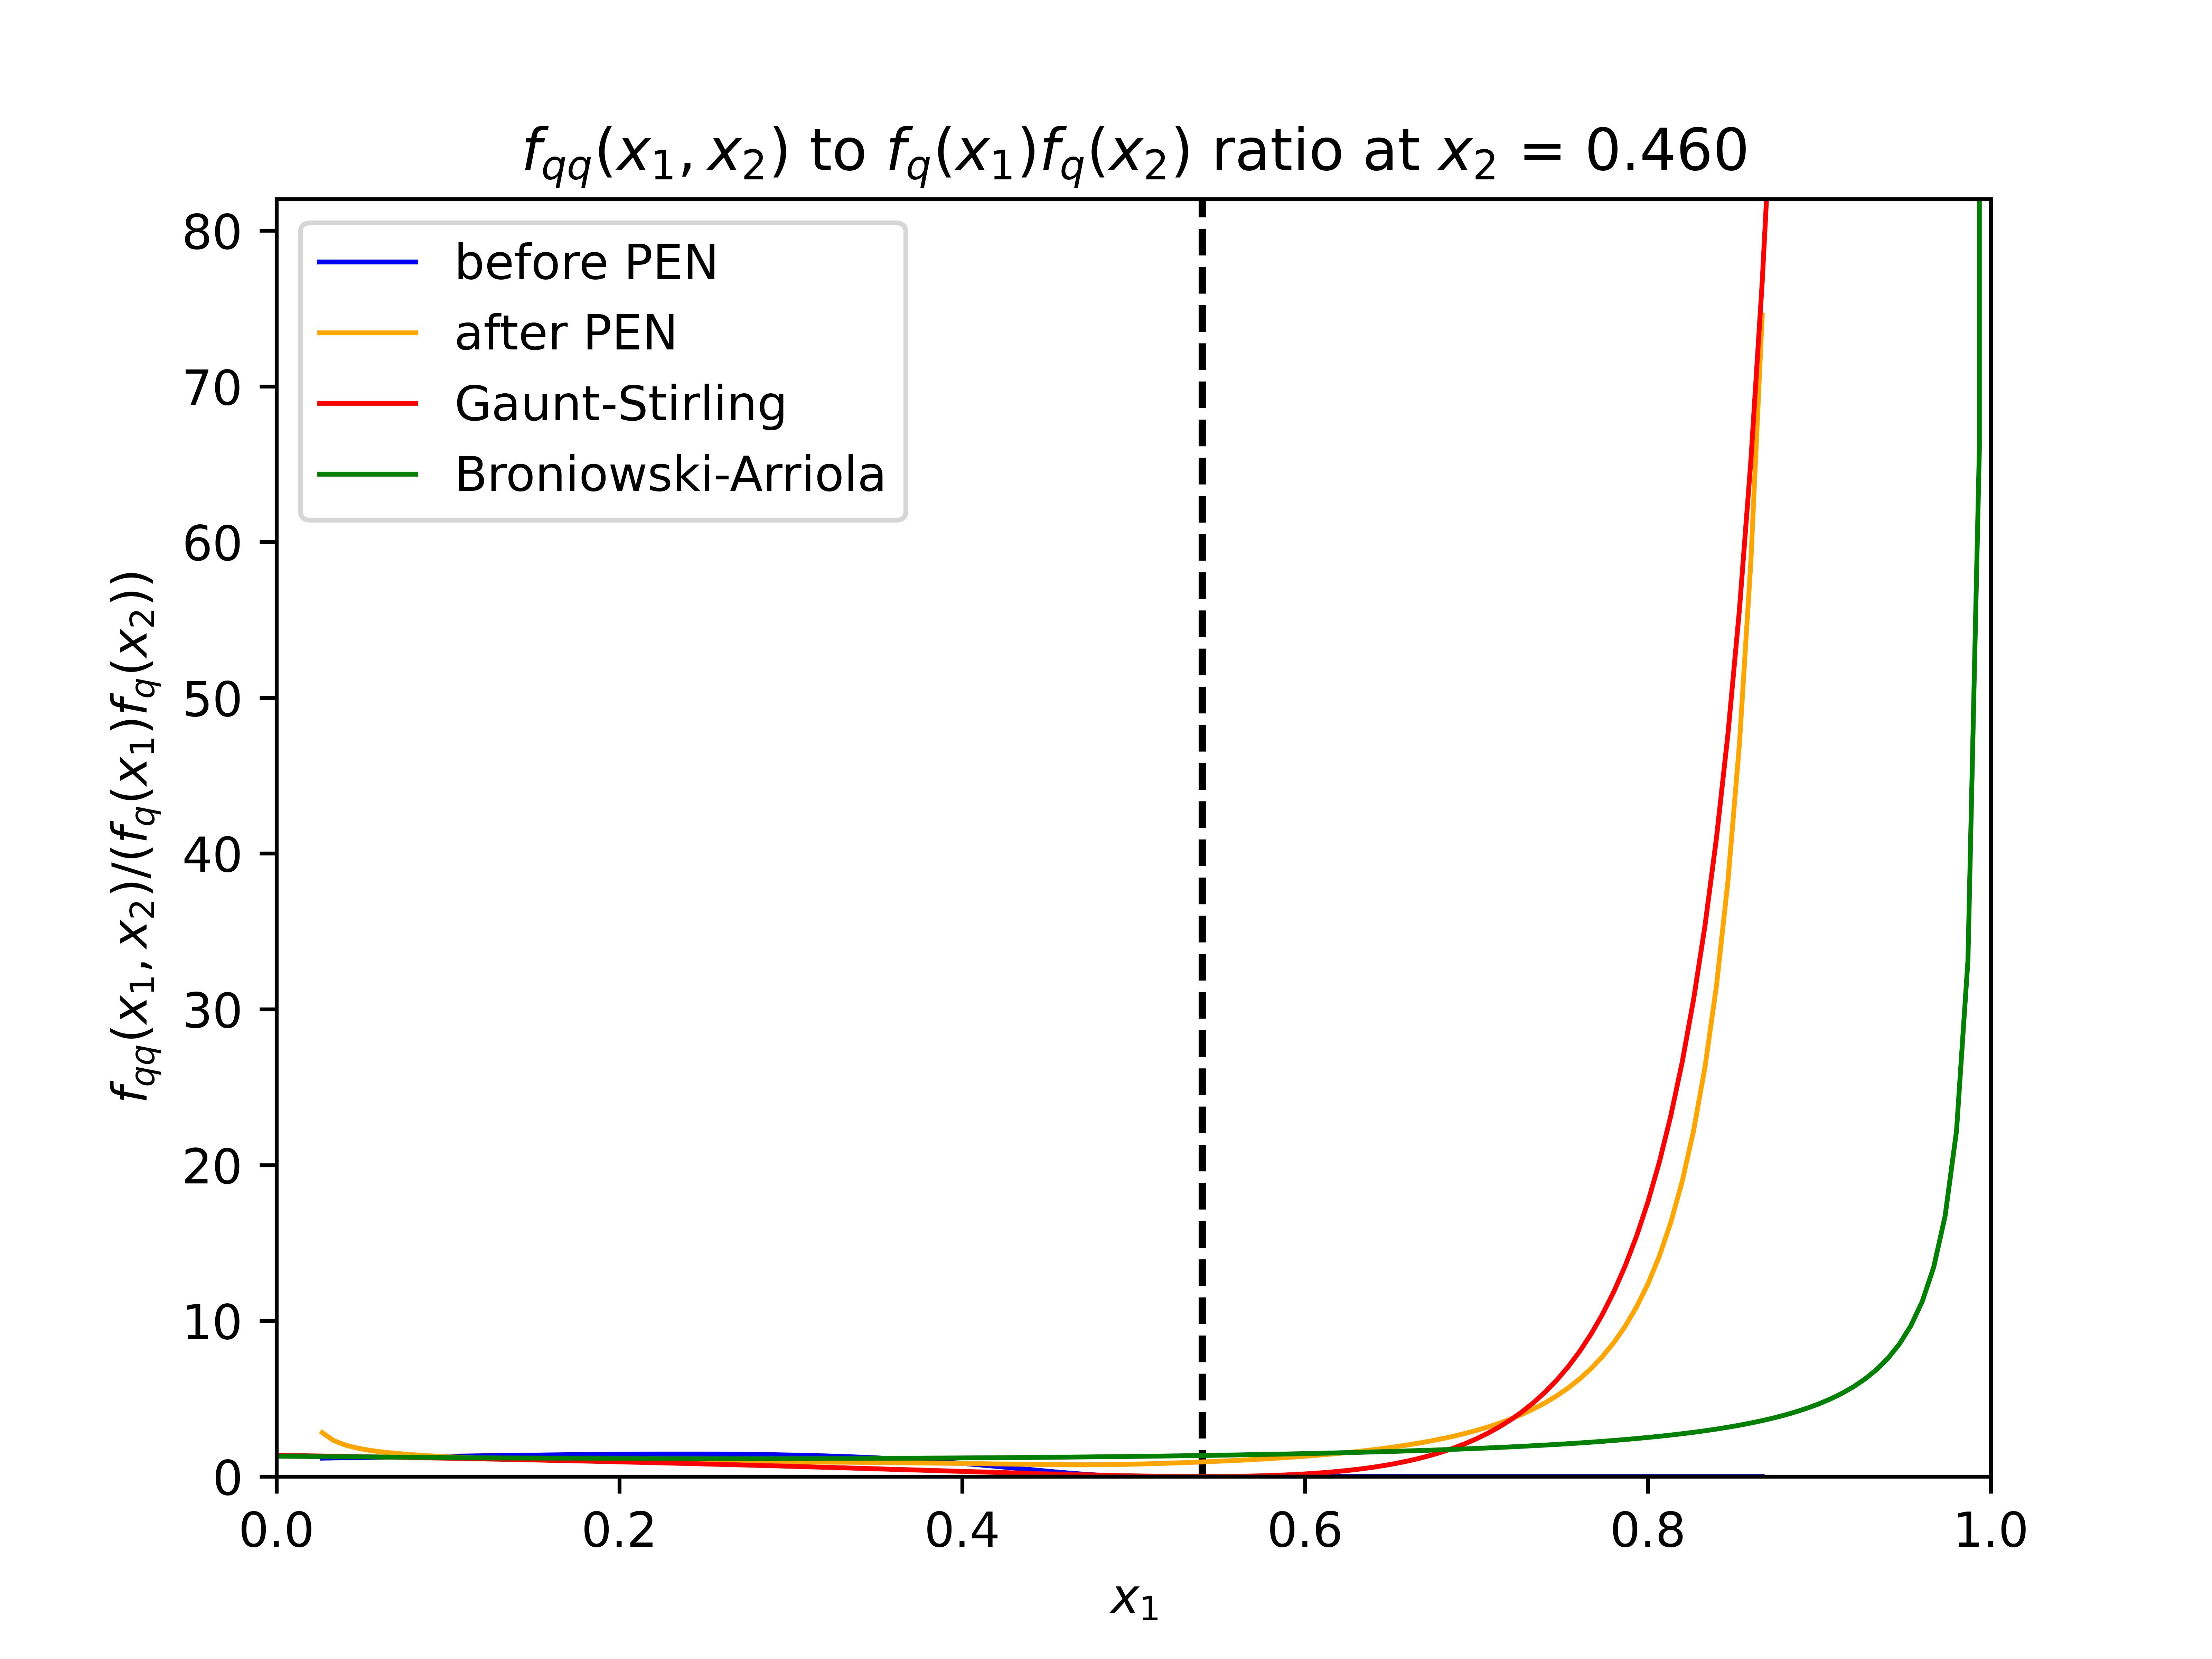 f_qq(x_1, x_2) to f_q(x_1)f_q(x_2) ratio at x_2 = 0.460
before PEN
after PEN
Gaunt-Stirling
Broniowski-Arriola
f_qq(x_1, x_2)/(f_q(x_1)f_q(x_2))
80
70
60
50
40
30
20
10
0
0.0 0.2 0.4 0.6 0.8 1.0
x_1